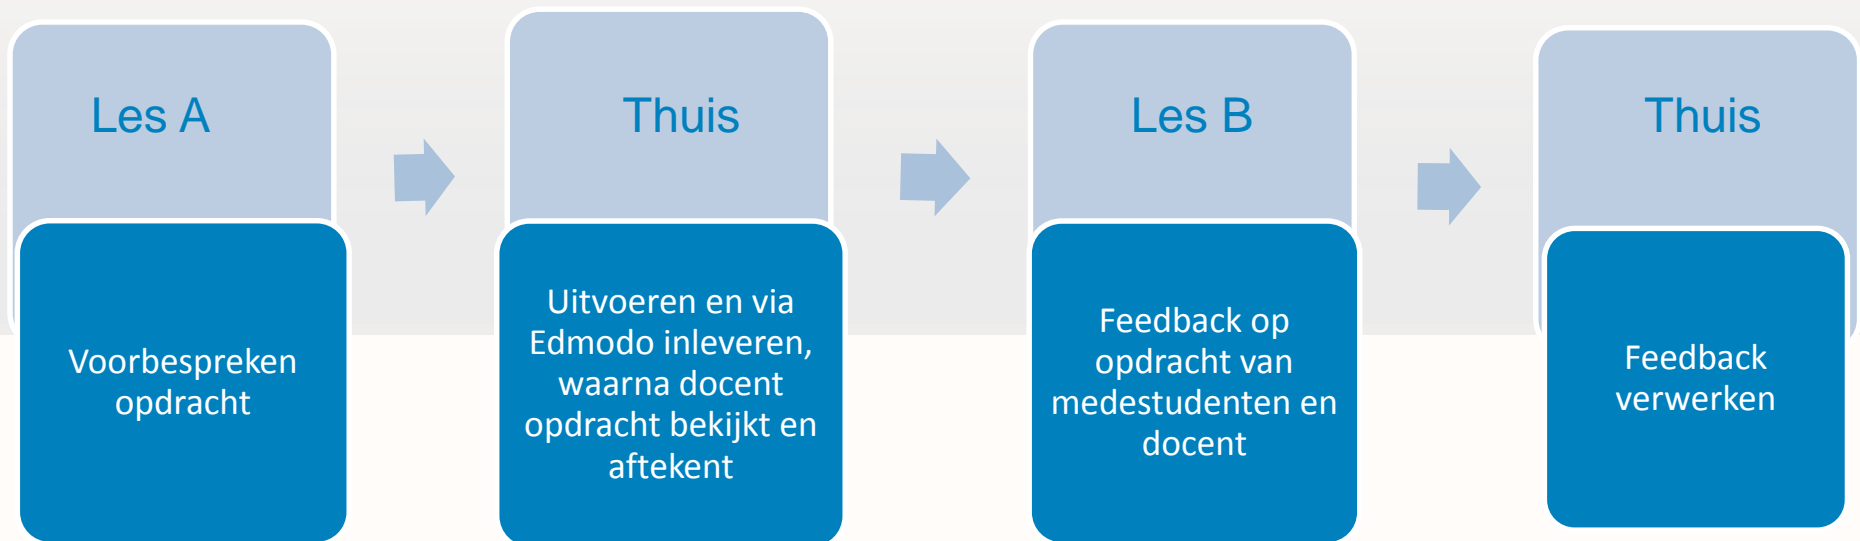 Les A
Voorbespreken
opdracht
Thuis
Uitvoeren en via
Edmodo inleveren,
waarna docent
opdracht bekijkt en
aftekent
Les B
Feedback op
opdracht van
medestudenten en
docent
Thuis
Feedback
verwerken